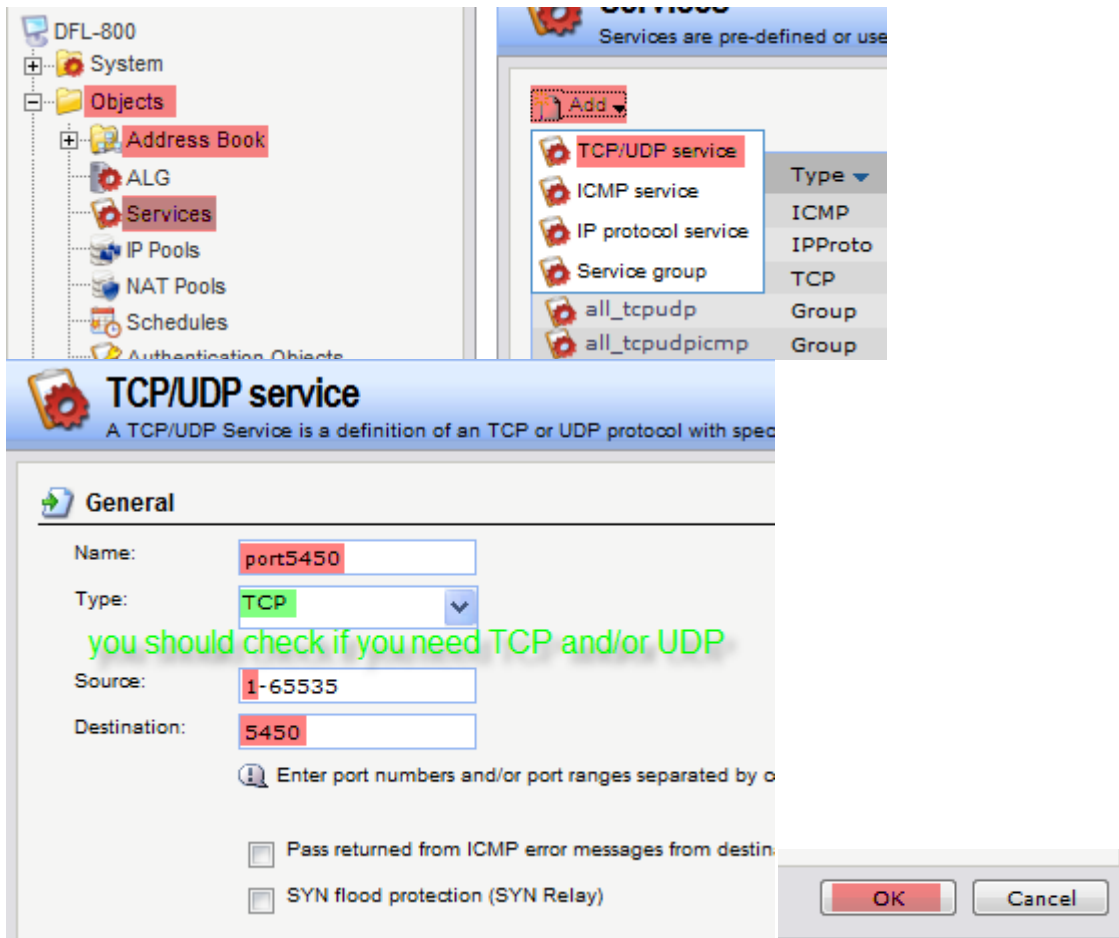 DFL-800
System
Objects
Address Book
ALG
Services
IP Pools
NAT Pools
Schedules
Authentication Objects
Services
Services are pre-defined or use
Add
TCP/UDP service
ICMP service
IP protocol service
Service group
Type
ICMP
IPProto
TCP
all_tcpudp Group
all_tcpudpicmp Group
TCP/UDP service
A TCP/UDP Service is a definition of an TCP or UDP protocol with spec
General
Name: port5450
Type: TCP
you should check if you need TCP and/or UDP
Source: 1-65535
Destination: 5450
Enter port numbers and/or port ranges separated by c
Pass returned from ICMP error messages from destin
SYN flood protection (SYN Relay)
OK Cancel